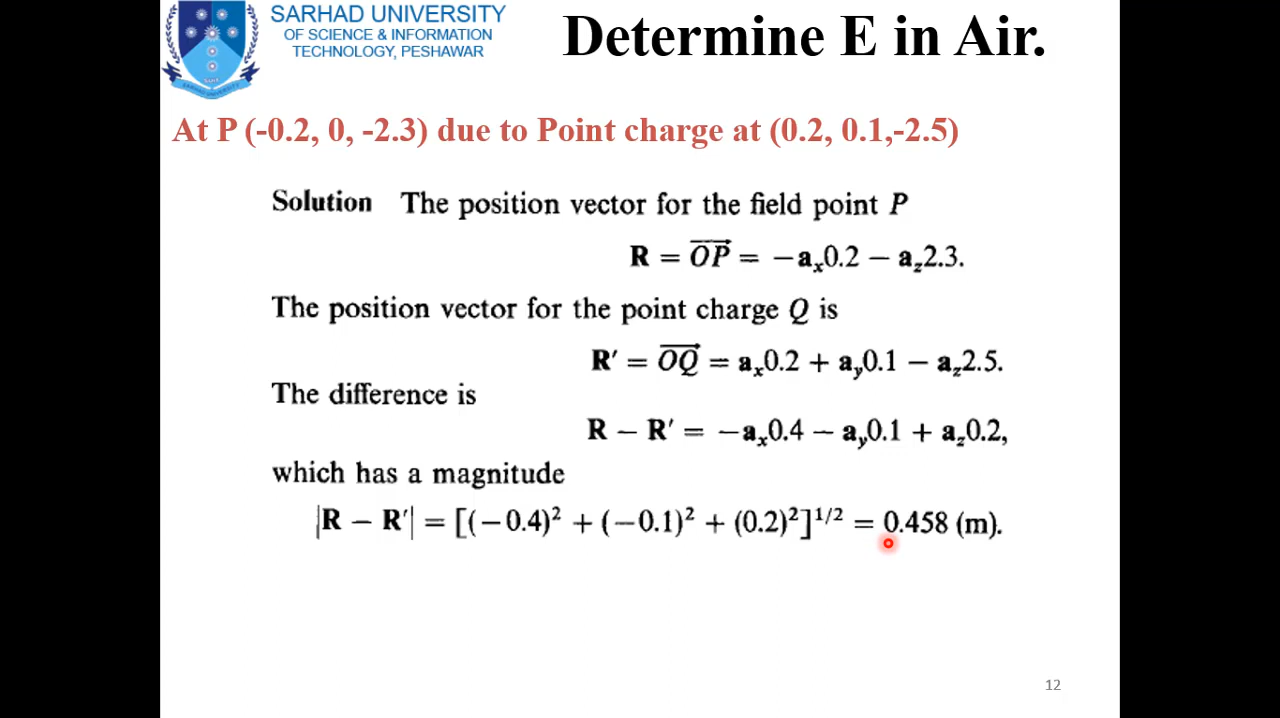 SARHAD UNIVERSITY
OF SCIENCE & INFORMATION
TECHNOLOGY, PESHAWAR
Determine E in Air.
At P (-0.2, 0, -2.3) due to Point charge at (0.2, 0.1,-2.5)
Solution The position vector for the field point P
R = OP⃗ = −aₓ0.2 − a_z2.3.
The position vector for the point charge Q is
R′ = OQ⃗ = aₓ0.2 + a_y0.1 − a_z2.5.
The difference is
R − R′ = −aₓ0.4 − a_y0.1 + a_z0.2,
which has a magnitude
|R − R′| = [(−0.4)² + (−0.1)² + (0.2)²]^1/2 = 0.458 (m).
12